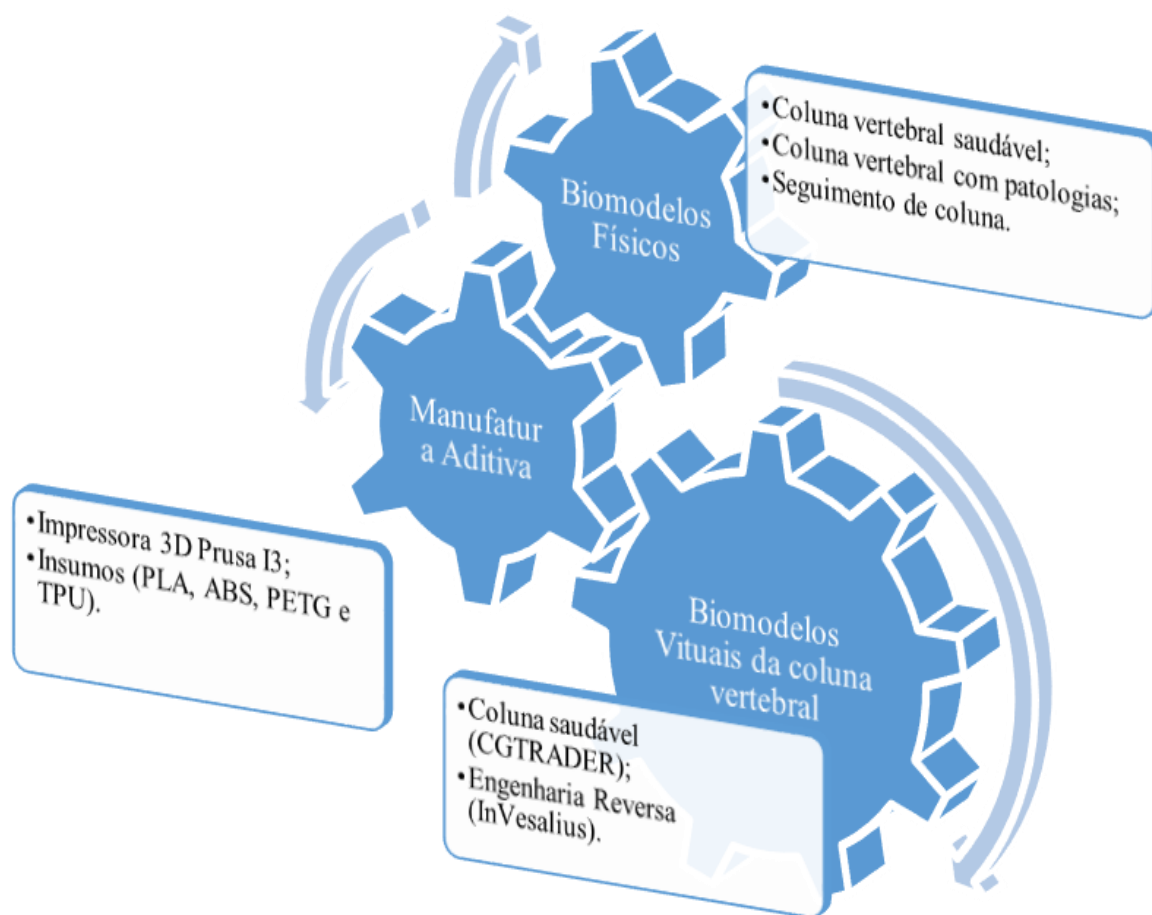 Biomodelos
Físicos
•Coluna vertebral saudável;
•Coluna vertebral com patologias;
•Seguimento de coluna.
Manufatur
a Aditiva
•Impressora 3D Prusa I3;
•Insumos (PLA, ABS, PETG e
TPU).
Biomodelos
Vituais da coluna
vertebral
•Coluna saudável
(CGTRADER);
•Engenharia Reversa
(InVesalius).